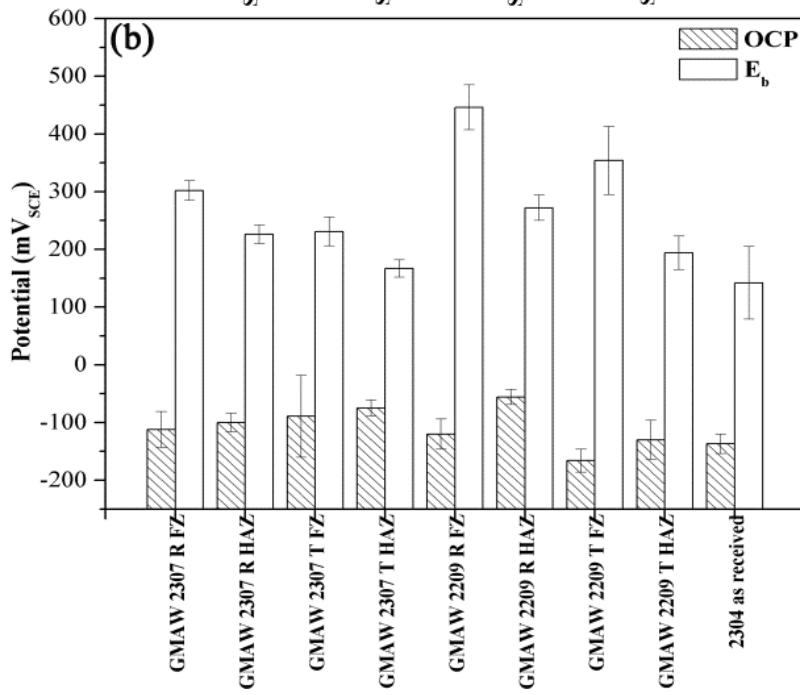 (b)
OCP
E_b
600
500
400
300
200
100
0
-100
-200
Potential (mV_SCE)
GMAW 2307 R FZ
GMAW 2307 R HAZ
GMAW 2307 T FZ
GMAW 2307 T HAZ
GMAW 2209 R FZ
GMAW 2209 R HAZ
GMAW 2209 T FZ
GMAW 2209 T HAZ
2304 as received